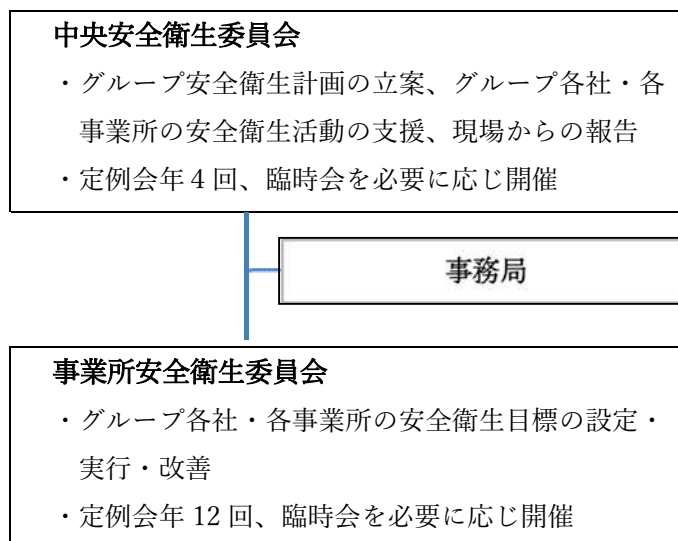 中央安全衛生委員会
・グループ安全衛生計画の立案、グループ各社・各
事業所の安全衛生活動の支援、現場からの報告
・定例会年 4 回、臨時会を必要に応じ開催
事務局
事業所安全衛生委員会
・グループ各社・各事業所の安全衛生目標の設定・
実行・改善
・定例会年 12 回、臨時会を必要に応じ開催